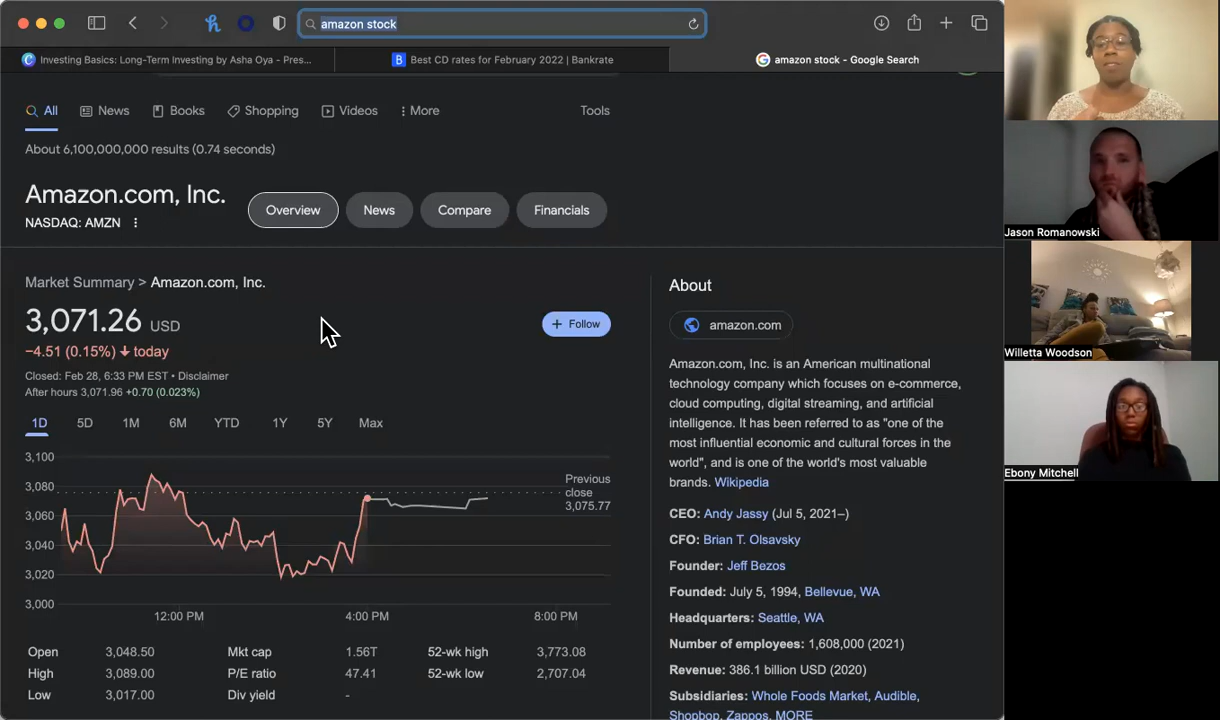 amazon stock
Investing Basics: Long-Term Investing by Asha Oya - Pres...
Best CD rates for February 2022 | Bankrate
amazon stock - Google Search
All
News
Books
Shopping
Videos
More
Tools
About 6,100,000,000 results (0.74 seconds)
Amazon.com, Inc.
NASDAQ: AMZN
Overview
News
Compare
Financials
Market Summary > Amazon.com, Inc.
3,071.26 USD
−4.51 (0.15%) ↓ today
Closed: Feb 28, 6:33 PM EST • Disclaimer
After hours 3,071.96 +0.70 (0.023%)
+ Follow
1D 5D 1M 6M YTD 1Y 5Y Max
3,100
3,080
3,060
3,040
3,020
3,000
Previous
close
3,075.77
12:00 PM 4:00 PM 8:00 PM
Open 3,048.50 Mkt cap 1.56T 52-wk high 3,773.08
High 3,089.00 P/E ratio 47.41 52-wk low 2,707.04
Low 3,017.00 Div yield -
About
amazon.com
Amazon.com, Inc. is an American multinational
technology company which focuses on e-commerce,
cloud computing, digital streaming, and artificial
intelligence. It has been referred to as "one of the
most influential economic and cultural forces in the
world", and is one of the world's most valuable
brands. Wikipedia
CEO: Andy Jassy (Jul 5, 2021–)
CFO: Brian T. Olsavsky
Founder: Jeff Bezos
Founded: July 5, 1994, Bellevue, WA
Headquarters: Seattle, WA
Number of employees: 1,608,000 (2021)
Revenue: 386.1 billion USD (2020)
Subsidiaries: Whole Foods Market, Audible,
Shopbop, Zappos, MORE
Jason Romanowski
Willetta Woodson
Ebony Mitchell